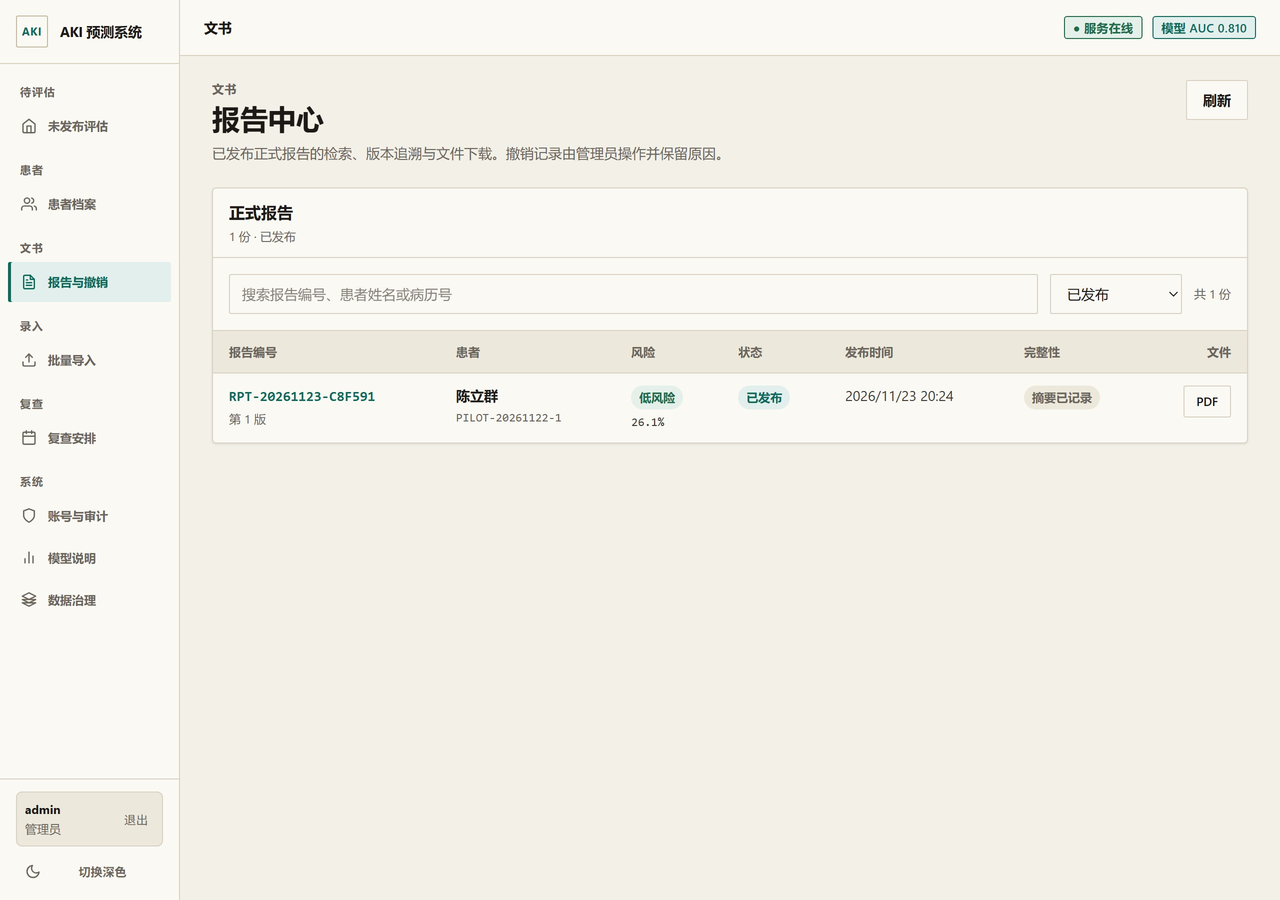 AKI
AKI 预测系统
待评估
未发布评估
患者
患者档案
文书
报告与撤销
录入
批量导入
复查
复查安排
系统
账号与审计
模型说明
数据治理
admin
管理员
退出
切换深色
文书
服务在线
模型 AUC 0.810
文书
报告中心
已发布正式报告的检索、版本追溯与文件下载。撤销记录由管理员操作并保留原因。
刷新
正式报告
1 份 · 已发布
搜索报告编号、患者姓名或病历号
已发布
共 1 份
报告编号 患者 风险 状态 发布时间 完整性 文件
RPT-20261123-C8F591 陈立群 低风险 已发布 2026/11/23 20:24 摘要已记录 PDF
第 1 版 PILOT-20261122-1 26.1%